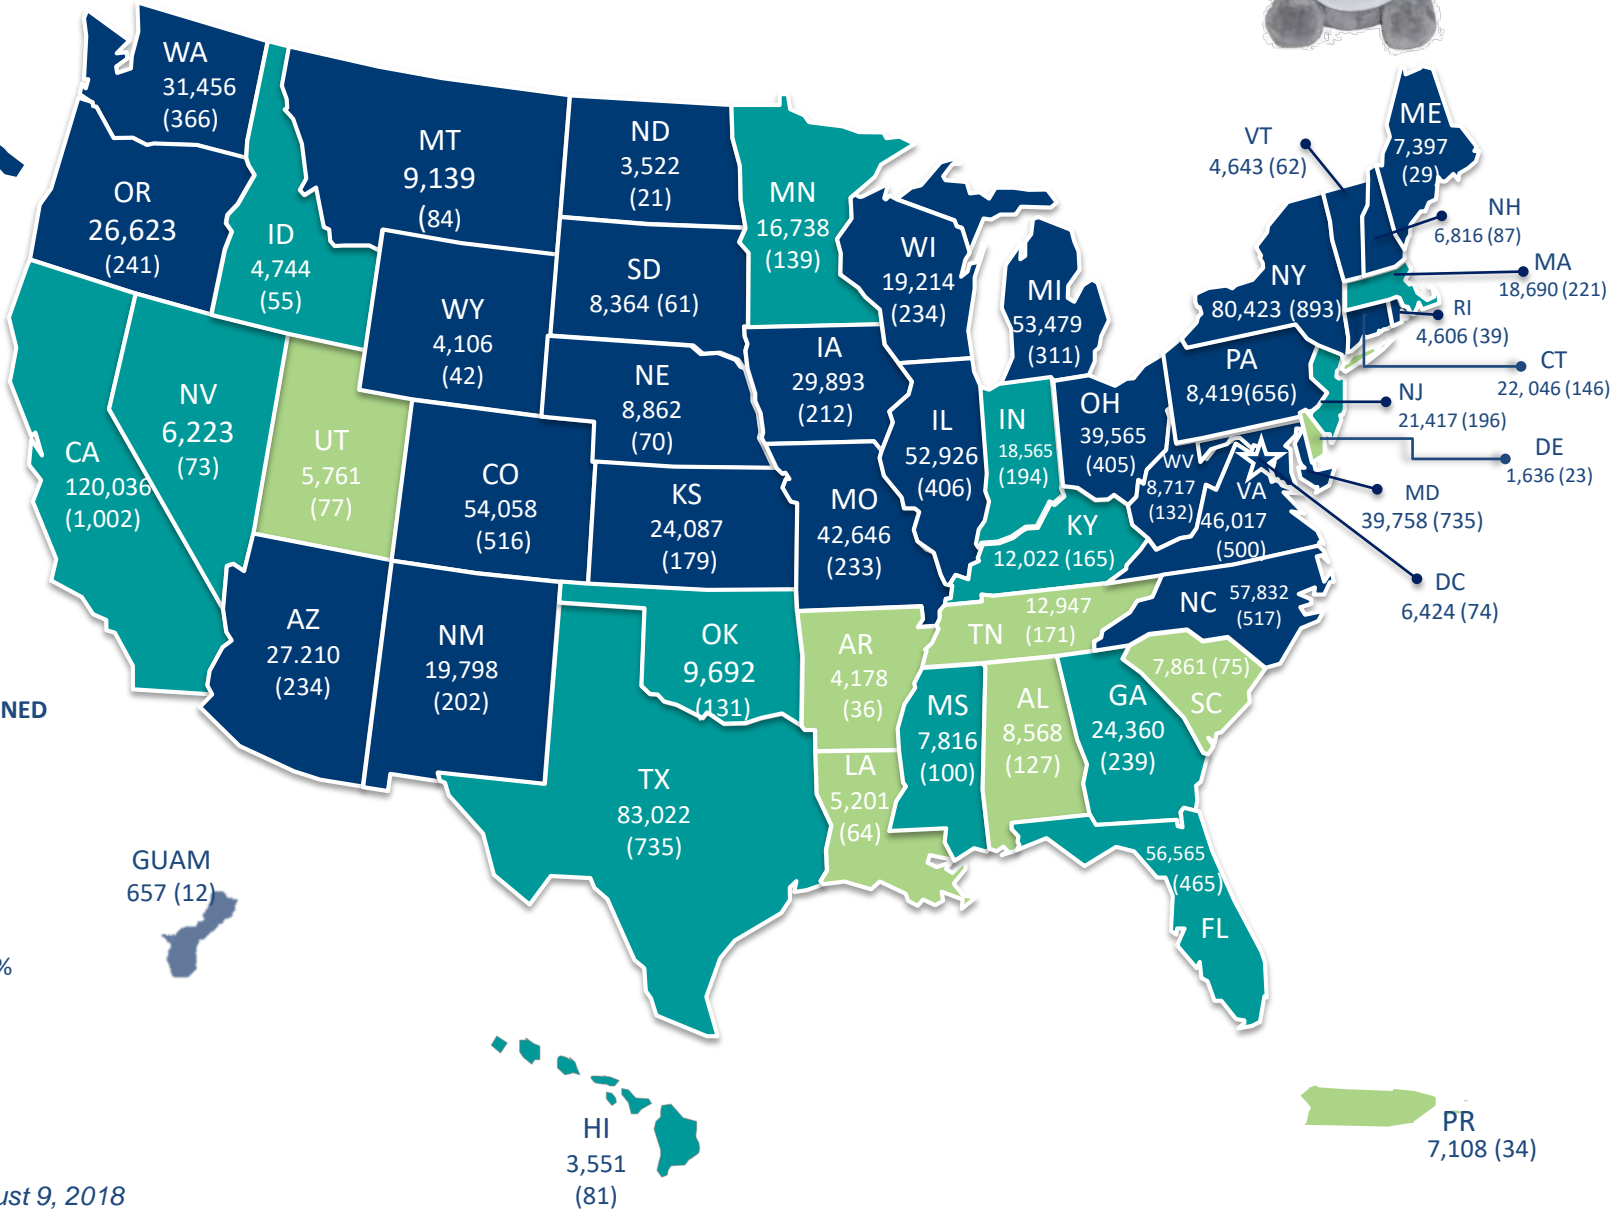 WA
31,456
(366)
OR
26,623
(241)
CA
120,036
(1,002)
NV
6,223
(73)
ID
4,744
(55)
MT
9,139
(84)
WY
4,106
(42)
UT
5,761
(77)
CO
54,058
(516)
AZ
27.210
(234)
NM
19,798
(202)
ND
3,522
(21)
SD
8,364 (61)
NE
8,862
(70)
KS
24,087
(179)
OK
9,692
(131)
TX
83,022
(735)
MN
16,738
(139)
IA
29,893
(212)
MO
42,646
(233)
AR
4,178
(36)
LA
5,201
(64)
WI
19,214
(234)
IL
52,926
(406)
MI
53,479
(311)
IN
18,565
(194)
OH
39,565
(405)
KY
12,022 (165)
12,947
TN (171)
MS
7,816
(100)
AL
8,568
(127)
GA
24,360
(239)
56,565
(465)
FL
7,861 (75)
SC
NC 57,832
(517)
WV
8,717
(132)
VA
46,017
(500)
PA
8,419(656)
NY
80,423 (893)
VT
4,643 (62)
ME
7,397
(29)
NH
6,816 (87)
MA
18,690 (221)
RI
4,606 (39)
CT
22, 046 (146)
NJ
21,417 (196)
DE
1,636 (23)
MD
39,758 (735)
DC
6,424 (74)
NED
GUAM
657 (12)
%
HI
3,551
(81)
PR
7,108 (34)
ust 9, 2018